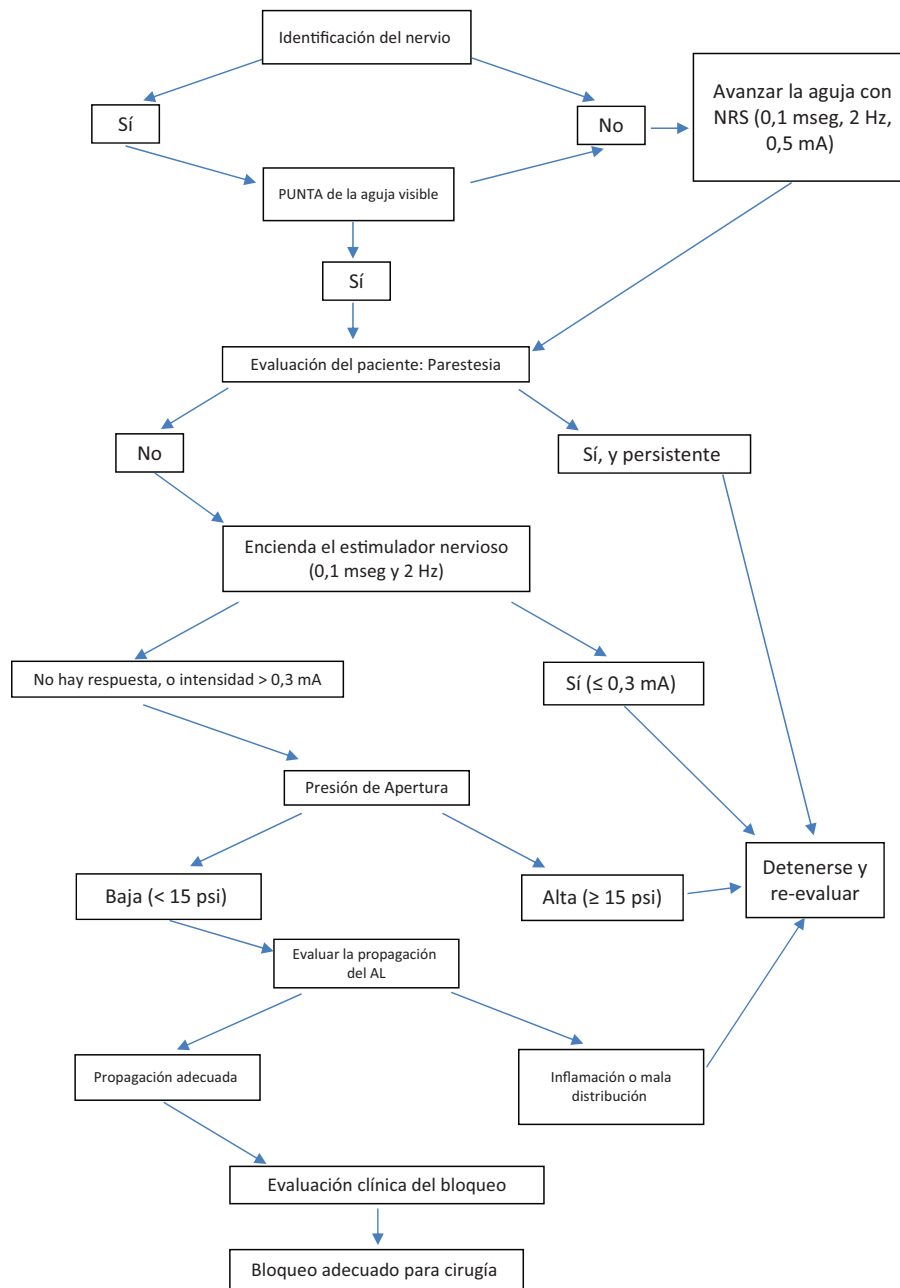 Identificación del nervio
Sí
No
Avanzar la aguja con
NRS (0,1 mseg, 2 Hz,
0,5 mA)
PUNTA de la aguja visible
Sí
Evaluación del paciente: Parestesia
No
Sí, y persistente
Encienda el estimulador nervioso
(0,1 mseg y 2 Hz)
No hay respuesta, o intensidad > 0,3 mA
Sí (≤ 0,3 mA)
Presión de Apertura
Baja (< 15 psi)
Alta (≥ 15 psi)
Detenerse y
re-evaluar
Evaluar la propagación
del AL
Propagación adecuada
Inflamación o mala
distribución
Evaluación clínica del bloqueo
Bloqueo adecuado para cirugía